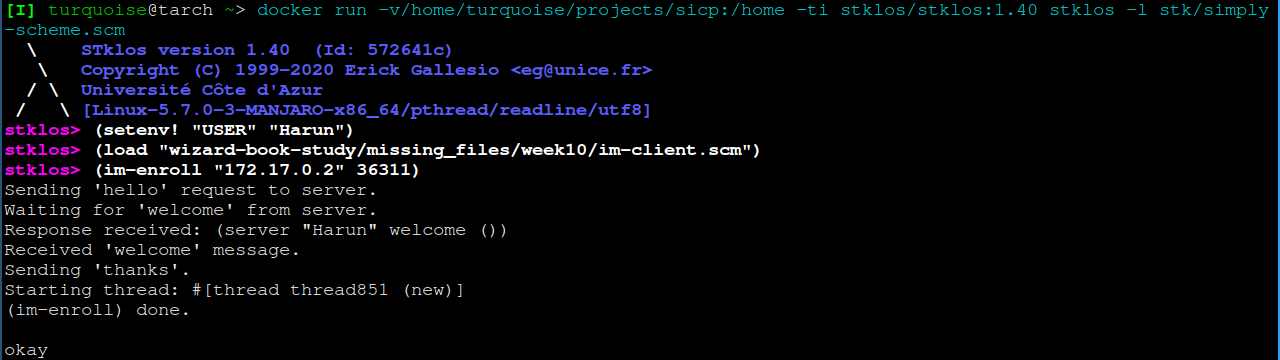 [I] turquoise@tarch ~> docker run -v/home/turquoise/projects/sicp:/home -ti stklos/stklos:1.40 stklos -l stk/simply
-scheme.scm
  \    STklos version 1.40  (Id: 572641c)
   \   Copyright (C) 1999-2020 Erick Gallesio <eg@unice.fr>
  / \  Université Côte d'Azur
 /   \ [Linux-5.7.0-3-MANJARO-x86_64/pthread/readline/utf8]
stklos> (setenv! "USER" "Harun")
stklos> (load "wizard-book-study/missing_files/week10/im-client.scm")
stklos> (im-enroll "172.17.0.2" 36311)
Sending 'hello' request to server.
Waiting for 'welcome' from server.
Response received: (server "Harun" welcome ())
Received 'welcome' message.
Sending 'thanks'.
Starting thread: #[thread thread851 (new)]
(im-enroll) done.
okay